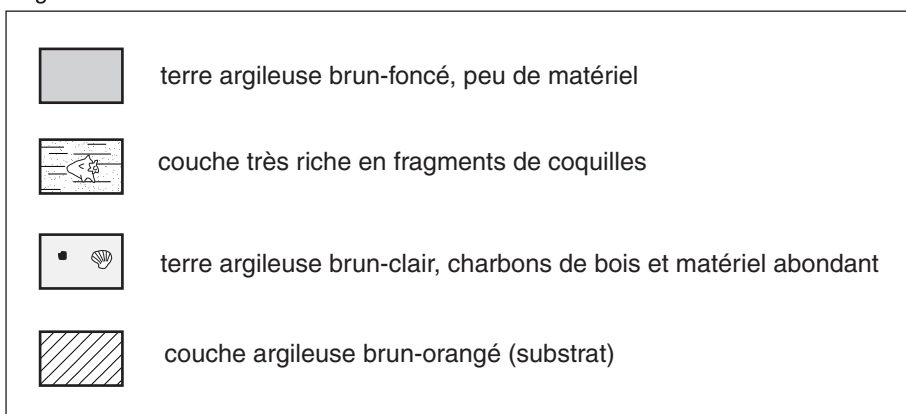 terre argileuse brun-foncé, peu de matériel
couche très riche en fragments de coquilles
terre argileuse brun-clair, charbons de bois et matériel abondant
couche argileuse brun-orangé (substrat)